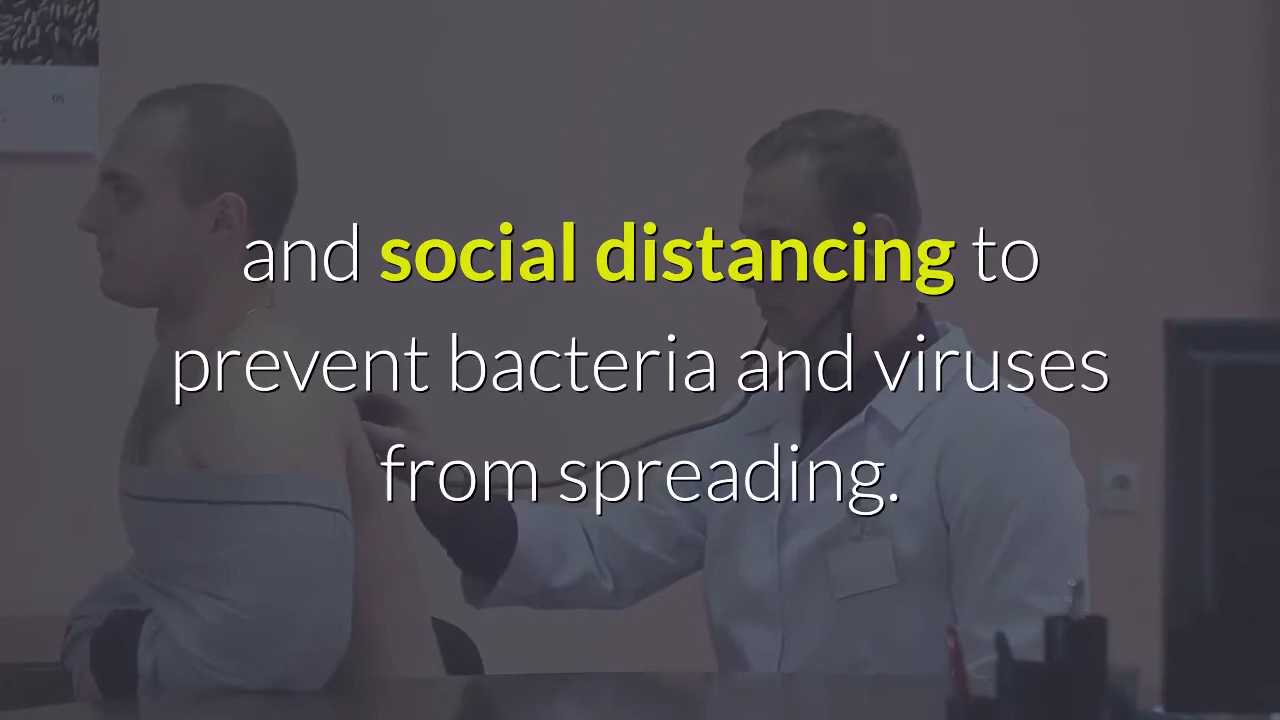 and social distancing to
prevent bacteria and viruses
from spreading.